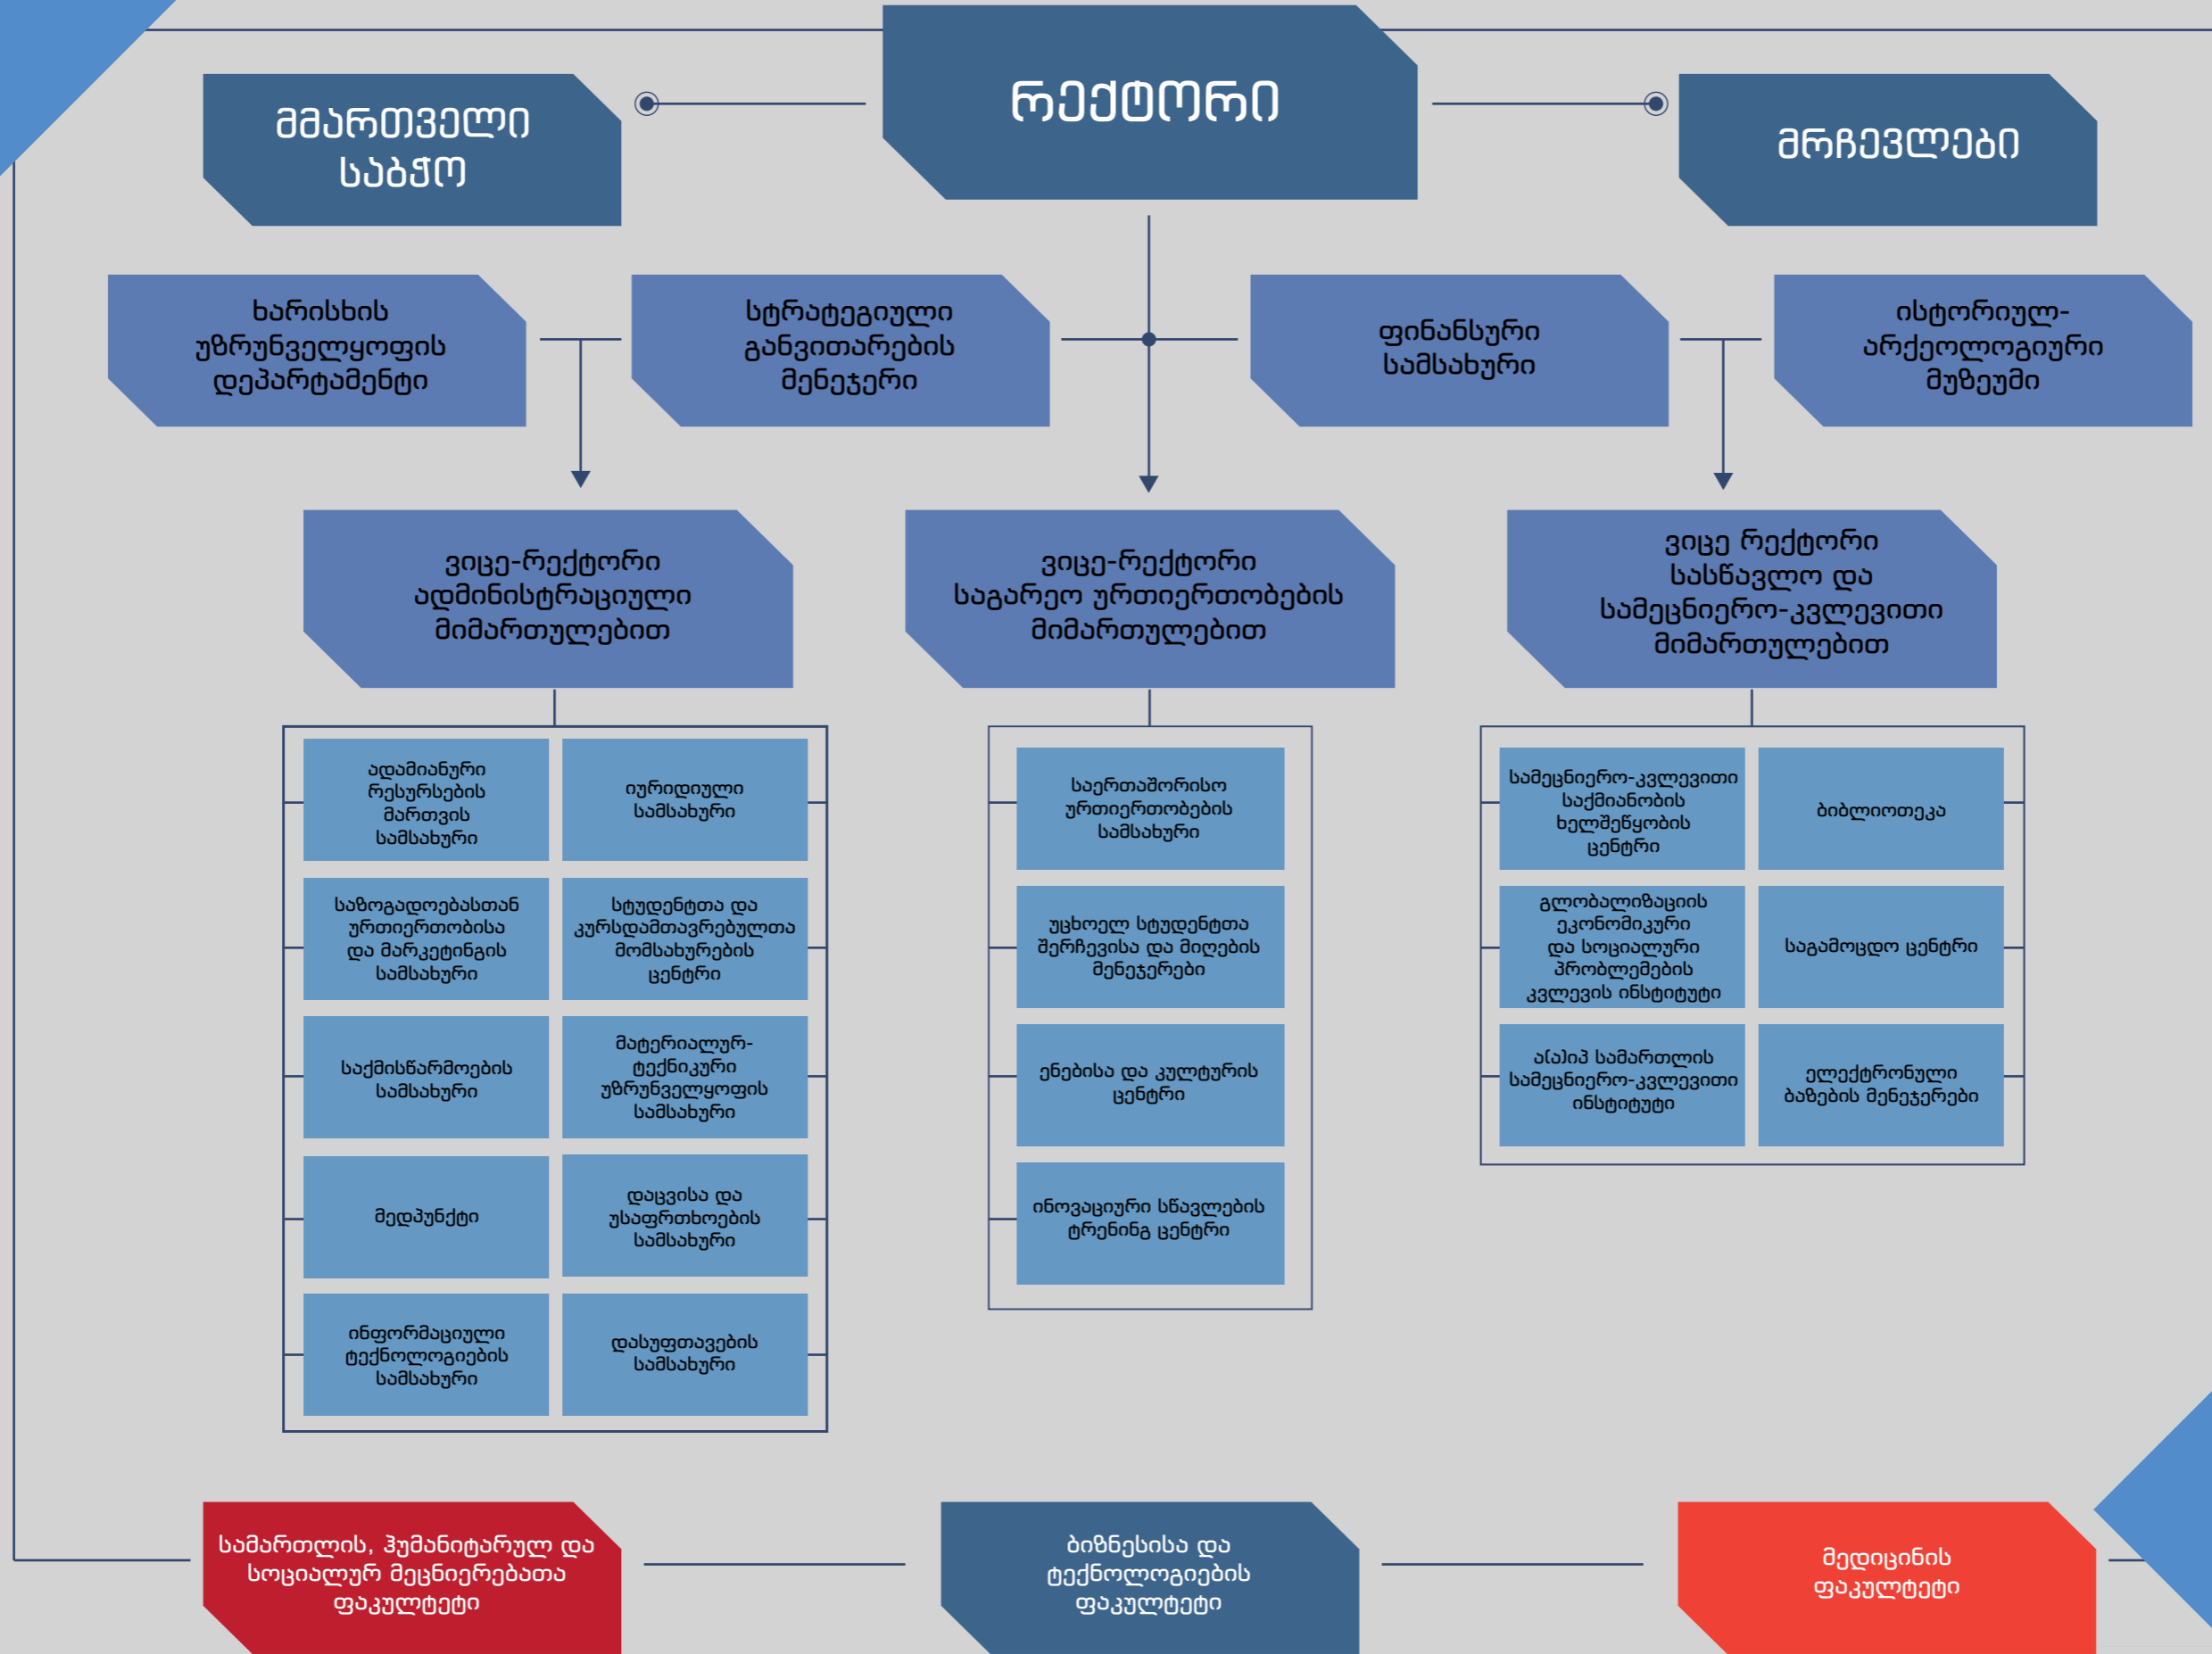 რექტორი
მმართველი
საბჭო
მრჩევლები
ხარისხის
უზრუნველყოფის
დეპარტამენტი
სტრატეგიული
განვითარების
მენეჯერი
ფინანსური
სამსახური
ისტორიულ-
არქეოლოგიური
მუზეუმი
ვიცე-რექტორი
ადმინისტრაციული
მიმართულებით
ვიცე-რექტორი
საგარეო ურთიერთობების
მიმართულებით
ვიცე რექტორი
სასწავლო და
სამეცნიერო-კვლევითი
მიმართულებით
ადამიანური
რესურსების
მართვის
სამსახური
იურიდიული
სამსახური
საზოგადოებასთან
ურთიერთობისა
და მარკეტინგის
სამსახური
სტუდენტთა და
კურსდამთავრებულთა
მომსახურების
ცენტრი
საქმისწარმოების
სამსახური
მატერიალურ-
ტექნიკური
უზრუნველყოფის
სამსახური
მედპუნქტი
დაცვისა და
უსაფრთხოების
სამსახური
ინფორმაციული
ტექნოლოგიების
სამსახური
დასუფთავების
სამსახური
საერთაშორისო
ურთიერთობების
სამსახური
უცხოელ სტუდენტთა
შერჩევისა და მიღების
მენეჯერები
ენებისა და კულტურის
ცენტრი
ინოვაციური სწავლების
ტრენინგ ცენტრი
სამეცნიერო-კვლევითი
საქმიანობის
ხელშეწყობის
ცენტრი
ბიბლიოთეკა
გლობალიზაციის
ეკონომიკური
და სოციალური
პრობლემების
კვლევის ინსტიტუტი
საგამოცდო ცენტრი
ა(ა)იპ სამართლის
სამეცნიერო-კვლევითი
ინსტიტუტი
ელექტრონული
ბაზების მენეჯერები
სამართლის, ჰუმანიტარულ და
სოციალურ მეცნიერებათა
ფაკულტეტი
ბიზნესისა და
ტექნოლოგიების
ფაკულტეტი
მედიცინის
ფაკულტეტი